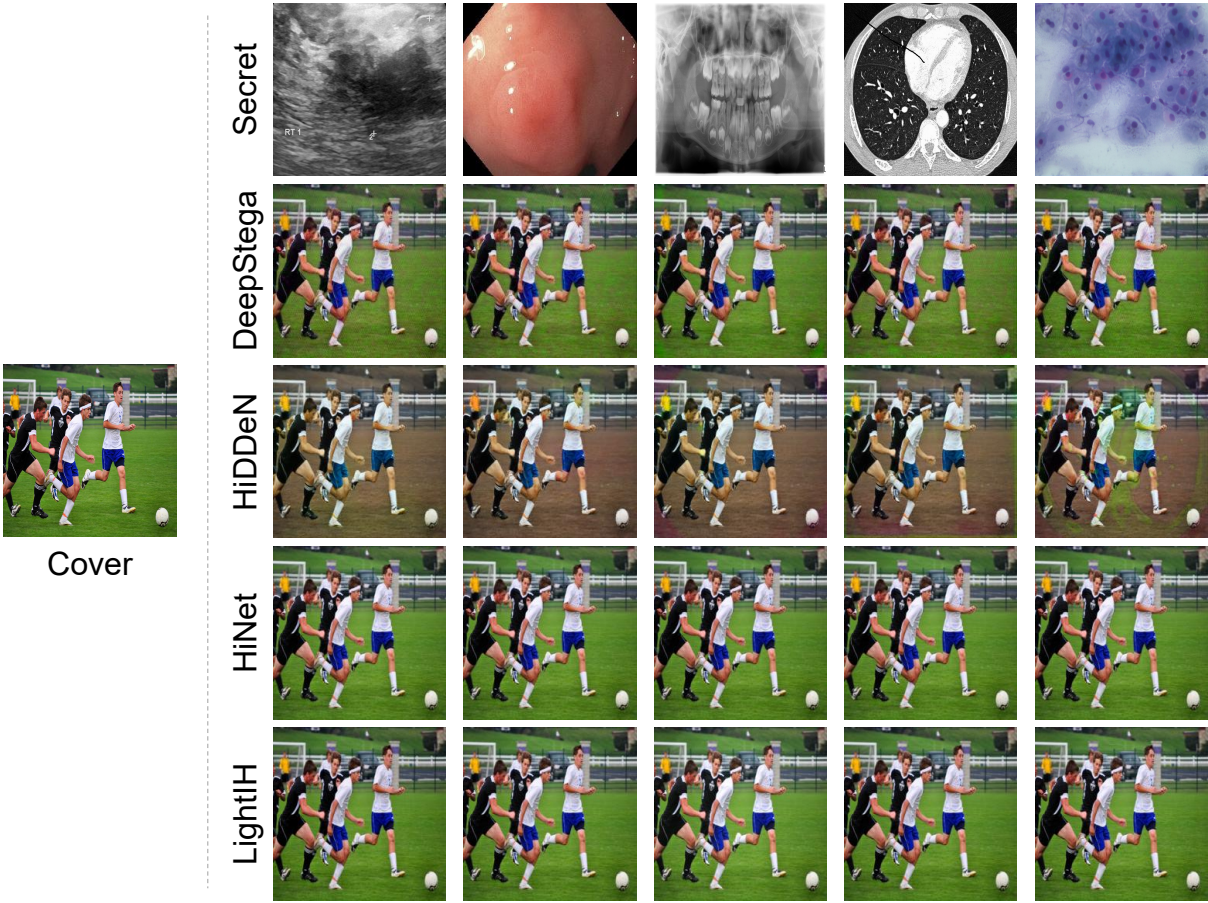 Secret
RT 1
DeepStega
HiDDeN
Cover
HiNet
LightIH